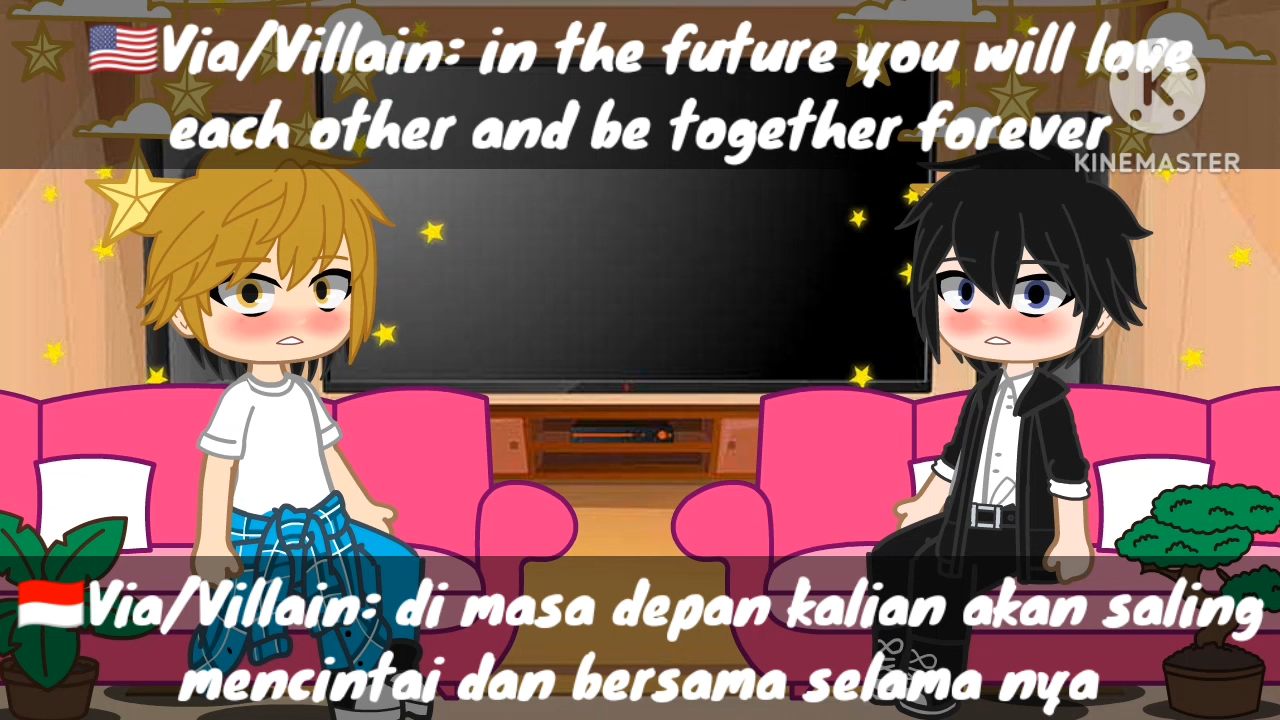 🇺🇸Via/Villain: in the future you will love
each other and be together forever
K
KINEMASTER
🇮🇩Via/Villain: di masa depan kalian akan saling
mencintai dan bersama selama nya